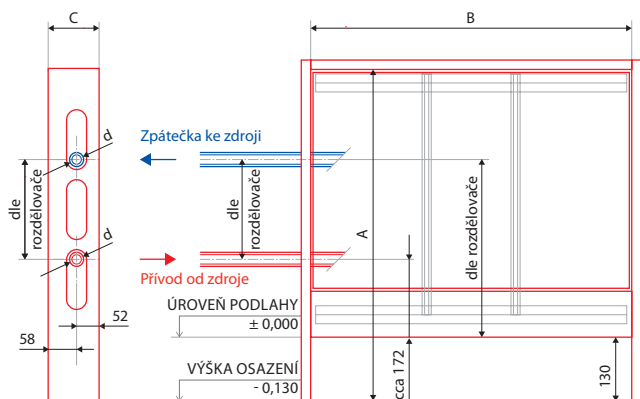 C
B
d
Zpátečka ke zdroji
dle
rozdělovače
dle
rozdělovače
A
dle rozdělovače
d
Přívod od zdroje
ÚROVEŇ PODLAHY
± 0,000
52
58
VÝŠKA OSAZENÍ
- 0,130
cca 172
130